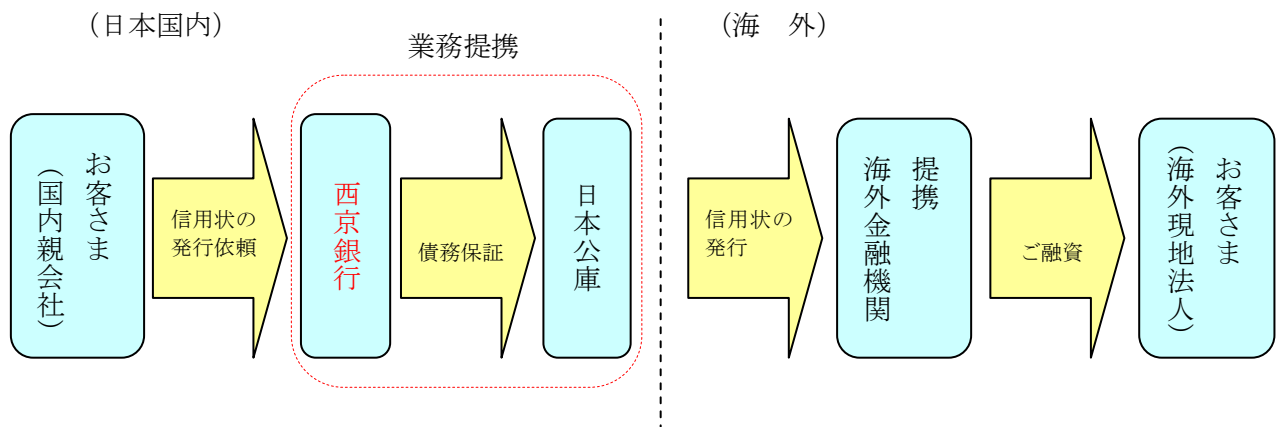 （日本国内）
（海　外）
業務提携
お客さま
（国内親会社）
信用状の
発行依頼
西京銀行
債務保証
日本公庫
信用状の
発行
提携
海外金融機関
ご融資
お客さま
（海外現地法人）